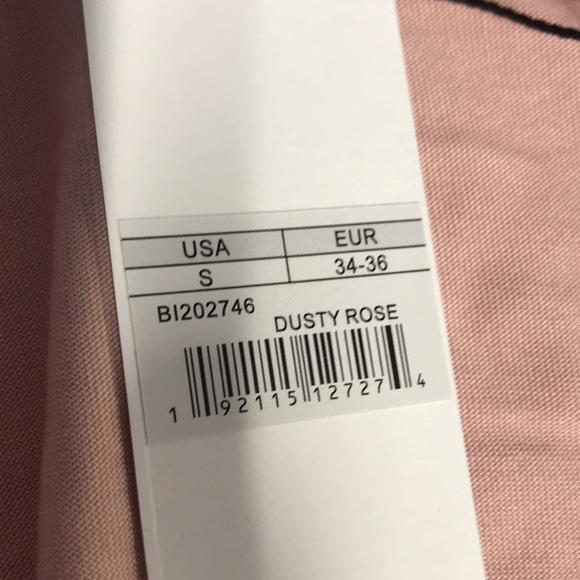 USA EUR
S 34-36
BI202746
DUSTY ROSE
1 92115 12727 4